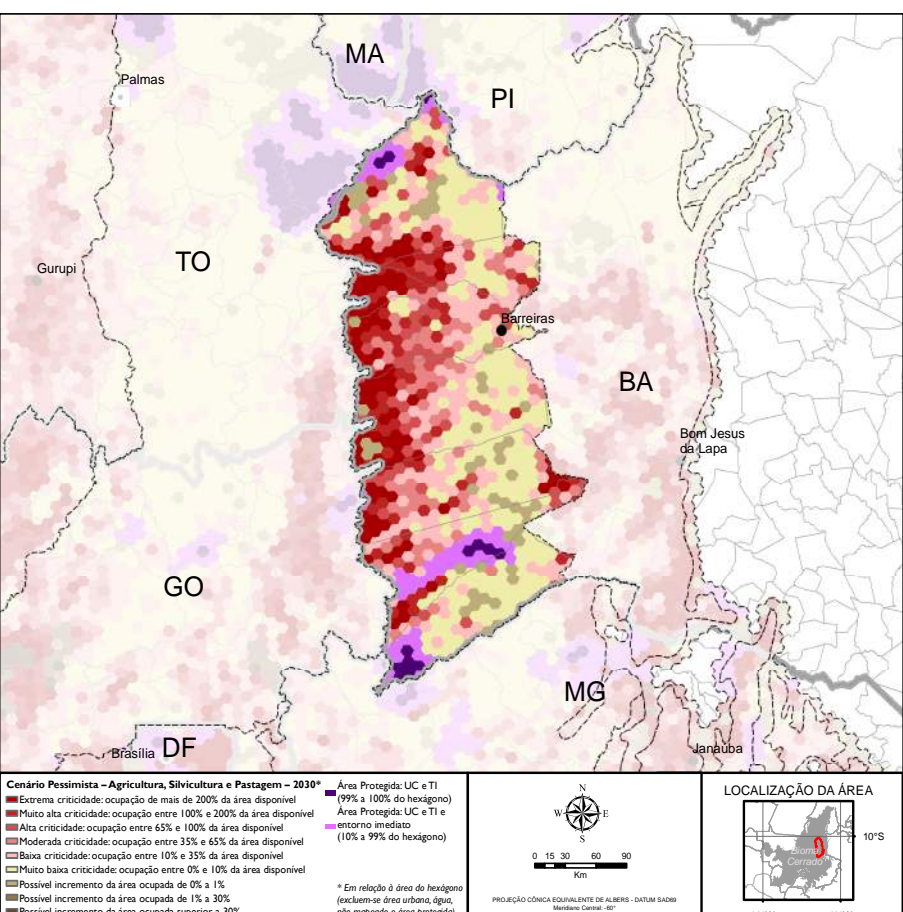 MA
Palmas
PI
TO
Gurupi
Barreiras
BA
Bom Jesus
da Lapa
GO
MG
Brasília DF
Janaúba
Cenário Pessimista – Agricultura, Silvicultura e Pastagem – 2030*
Extrema criticidade: ocupação de mais de 200% da área disponível
Muito alta criticidade: ocupação entre 100% e 200% da área disponível
Alta criticidade: ocupação entre 65% e 100% da área disponível
Moderada criticidade: ocupação entre 35% e 65% da área disponível
Baixa criticidade: ocupação entre 10% e 35% da área disponível
Muito baixa criticidade: ocupação entre 0% e 10% da área disponível
Possível incremento da área ocupada de 0% a 1%
Possível incremento da área ocupada de 1% a 30%
Possível incremento da área ocupada superior a 30%
Área Protegida: UC e TI
(99% a 100% do hexágono)
Área Protegida: UC e TI e
entorno imediato
(10% a 99% do hexágono)
* Em relação à área do hexágono
(excluem-se área urbana, água,
não mapeado e área protegida)
N
W E
S
0 15 30 60 90
Km
PROJEÇÃO CÔNICA EQUIVALENTE DE ALBERS - DATUM SAD69
Meridiano Central: -60°
LOCALIZAÇÃO DA ÁREA
10°S
Bioma
Cerrado